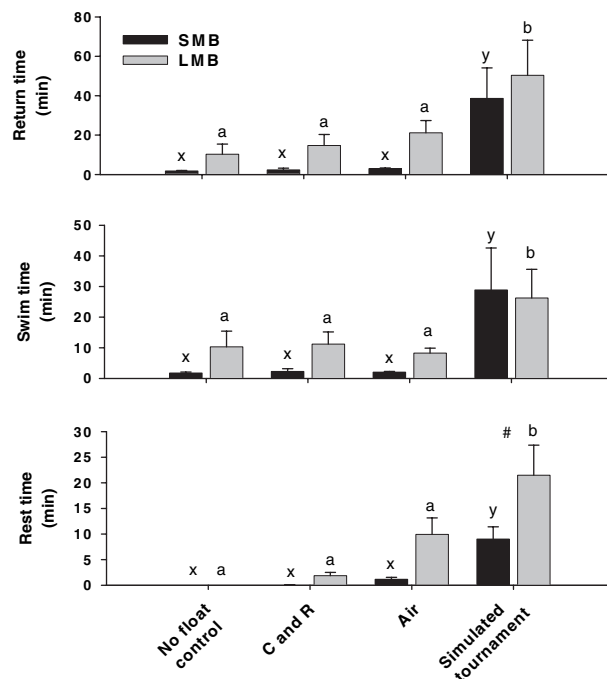 80
60
40
20
0
Return time
(min)
SMB
LMB
x a x a x a y b
50
40
30
20
10
0
Swim time
(min)
x a x a x a y b
30
25
20
15
10
5
0
Rest time
(min)
x a x a x a # y b
No float
control
C and R
Air
Simulated
tournament